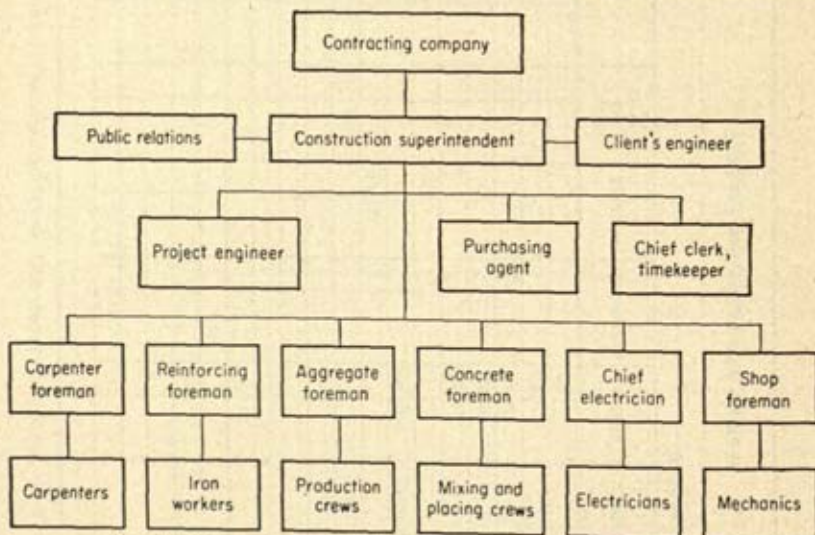 Contracting company
Public relations
Construction superintendent
Client's engineer
Project engineer
Purchasing
agent
Chief clerk,
timekeeper
Carpenter
foreman
Reinforcing
foreman
Aggregate
foreman
Concrete
foreman
Chief
electrician
Shop
foreman
Carpenters
Iron
workers
Production
crews
Mixing and
placing crews
Electricians
Mechanics